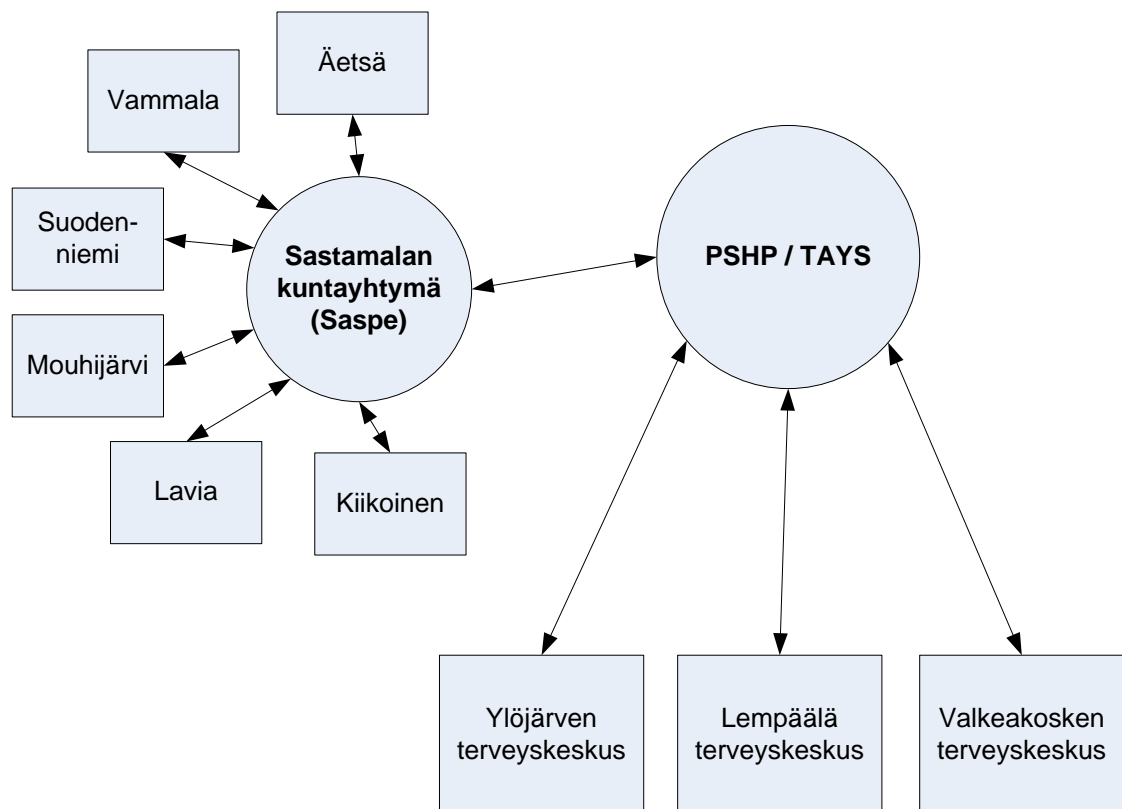 Äetsä
Vammala
Suoden-
niemi
Mouhijärvi
Lavia
Kiikoinen
Sastamalan
kuntayhtymä
(Saspe)
PSHP / TAYS
Ylöjärven
terveyskeskus
Lempäälä
terveyskeskus
Valkeakosken
terveyskeskus